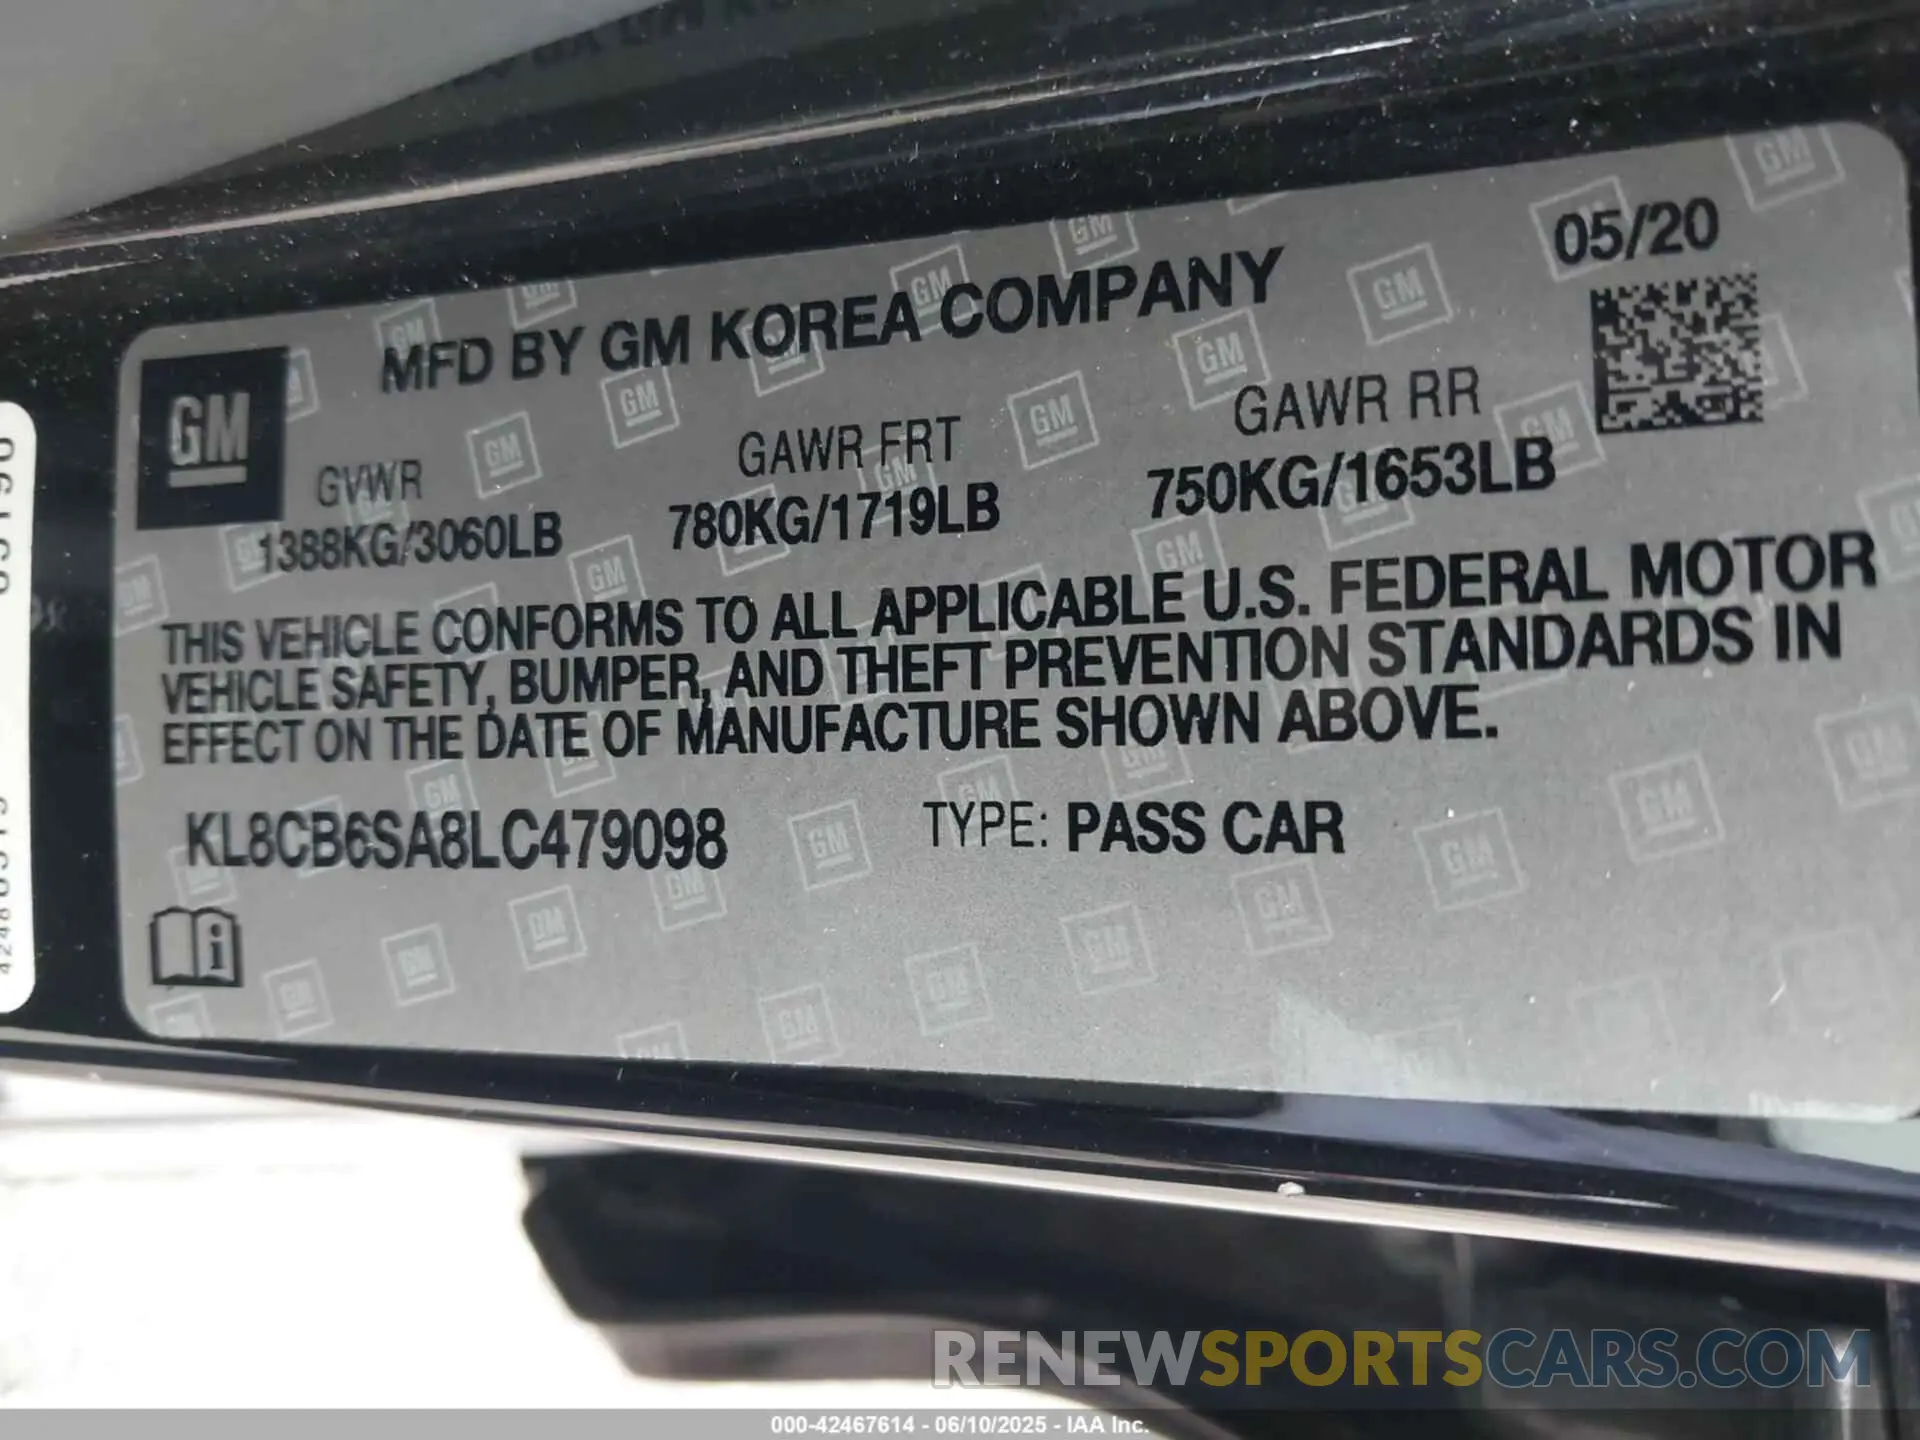 05/20
MFD BY GM KOREA COMPANY
GM
GVWR GAWR FRT GAWR RR
1388KG/3060LB 780KG/1719LB 750KG/1653LB
THIS VEHICLE CONFORMS TO ALL APPLICABLE U.S. FEDERAL MOTOR
VEHICLE SAFETY, BUMPER, AND THEFT PREVENTION STANDARDS IN
EFFECT ON THE DATE OF MANUFACTURE SHOWN ABOVE.
KL8CB6SA8LC479098 TYPE: PASS CAR
RENEWSPORTSCARS.COM
000-42467614 - 06/10/2025 - IAA Inc.